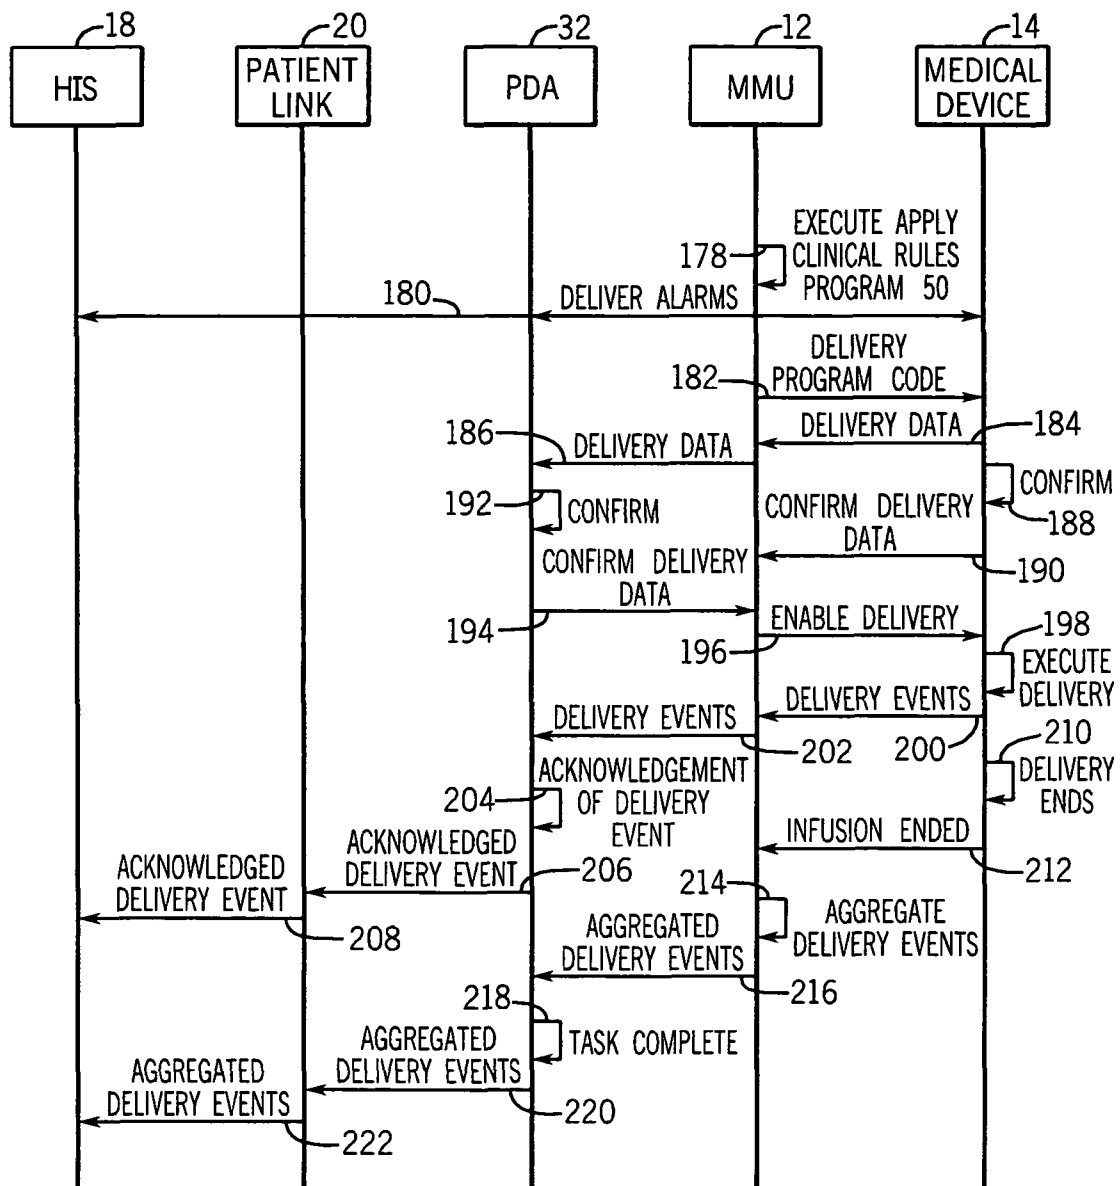 18
20
32
12
14
HIS
PATIENT
LINK
PDA
MMU
MEDICAL
DEVICE
178
EXECUTE APPLY
CLINICAL RULES
PROGRAM 50
180
DELIVER ALARMS
182
DELIVERY
PROGRAM CODE
186
DELIVERY DATA
DELIVERY DATA
184
192
CONFIRM
CONFIRM
188
CONFIRM DELIVERY
DATA
190
CONFIRM DELIVERY
DATA
194
ENABLE DELIVERY
196
198
EXECUTE
DELIVERY
DELIVERY EVENTS
200
DELIVERY EVENTS
202
210
DELIVERY
ENDS
204
ACKNOWLEDGEMENT
OF DELIVERY
EVENT
INFUSION ENDED
212
ACKNOWLEDGED
DELIVERY EVENT
206
ACKNOWLEDGED
DELIVERY EVENT
208
214
AGGREGATE
DELIVERY EVENTS
AGGREGATED
DELIVERY EVENTS
216
218
TASK COMPLETE
AGGREGATED
DELIVERY EVENTS
220
AGGREGATED
DELIVERY EVENTS
222